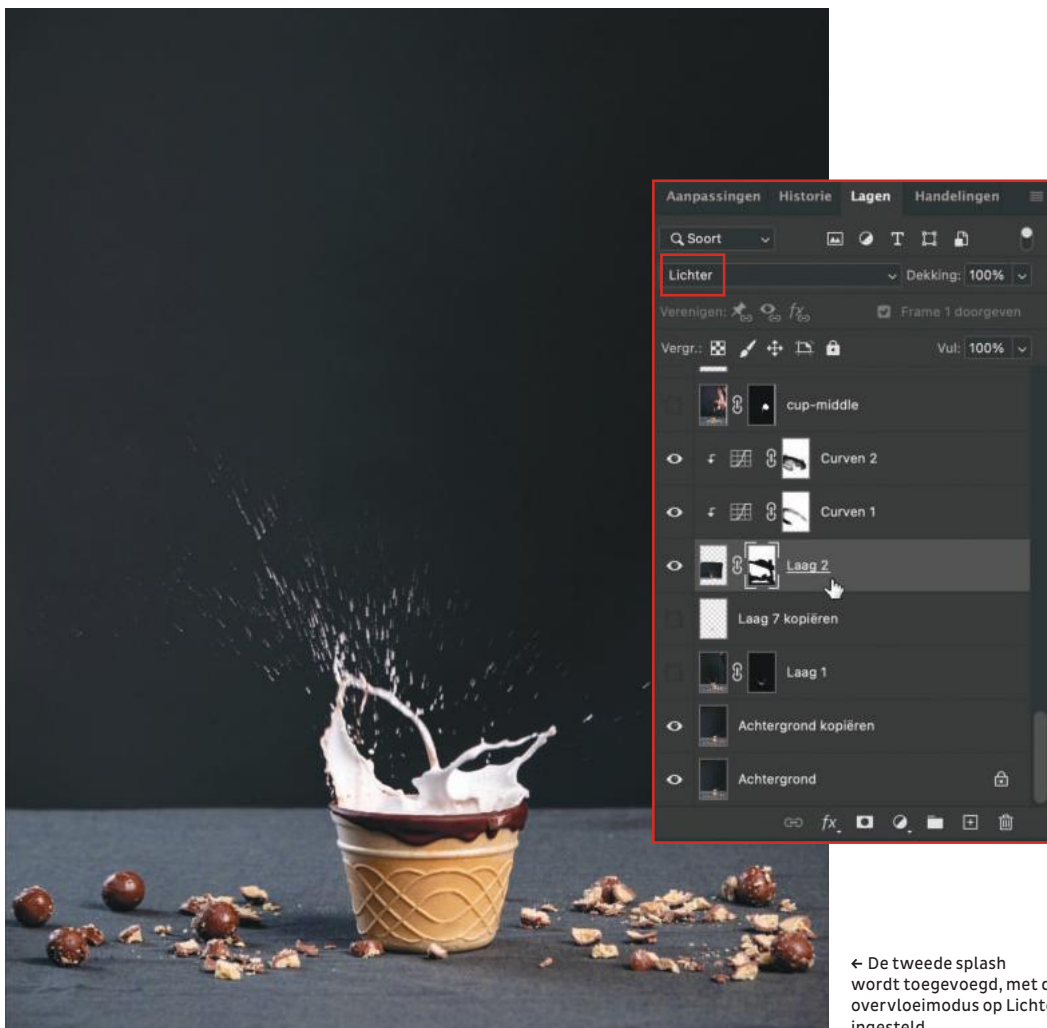 Aanpassingen Historie Lagen Handelingen
Soort
Lichter Dekking: 100%
Verenigen: Frame 1 doorgeven
Vergr.: Vul: 100%
cup-middle
Curven 2
Curven 1
Laag 2
Laag 7 kopiëren
Laag 1
Achtergrond kopiëren
Achtergrond
fx
← De tweede splash
wordt toegevoegd, met
overvloeimodus op
ingesteld